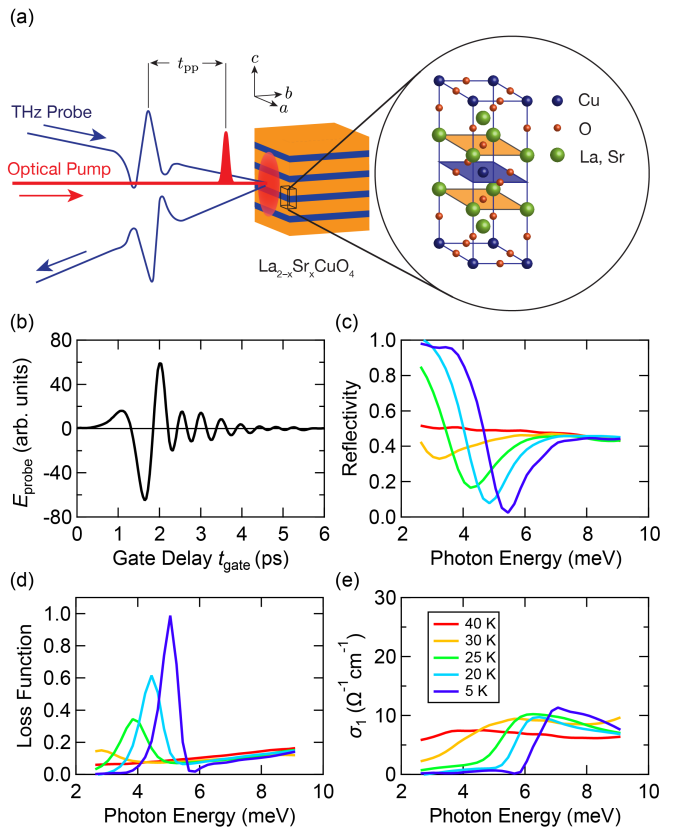 (a)
t_pp
c
b
a
THz Probe
Optical Pump
La2-xSrxCuO4
Cu
O
La, Sr
(b)
80
40
0
-40
-80
E_probe (arb. units)
0 1 2 3 4 5 6
Gate Delay t_gate (ps)
(c)
1.0
0.8
0.6
0.4
0.2
0.0
Reflectivity
2 4 6 8 10
Photon Energy (meV)
(d)
1.0
0.8
0.6
0.4
0.2
0.0
Loss Function
2 4 6 8 10
Photon Energy (meV)
(e)
30
20
10
0
σ1 (Ω⁻¹ cm⁻¹)
40 K
30 K
25 K
20 K
5 K
2 4 6 8 10
Photon Energy (meV)